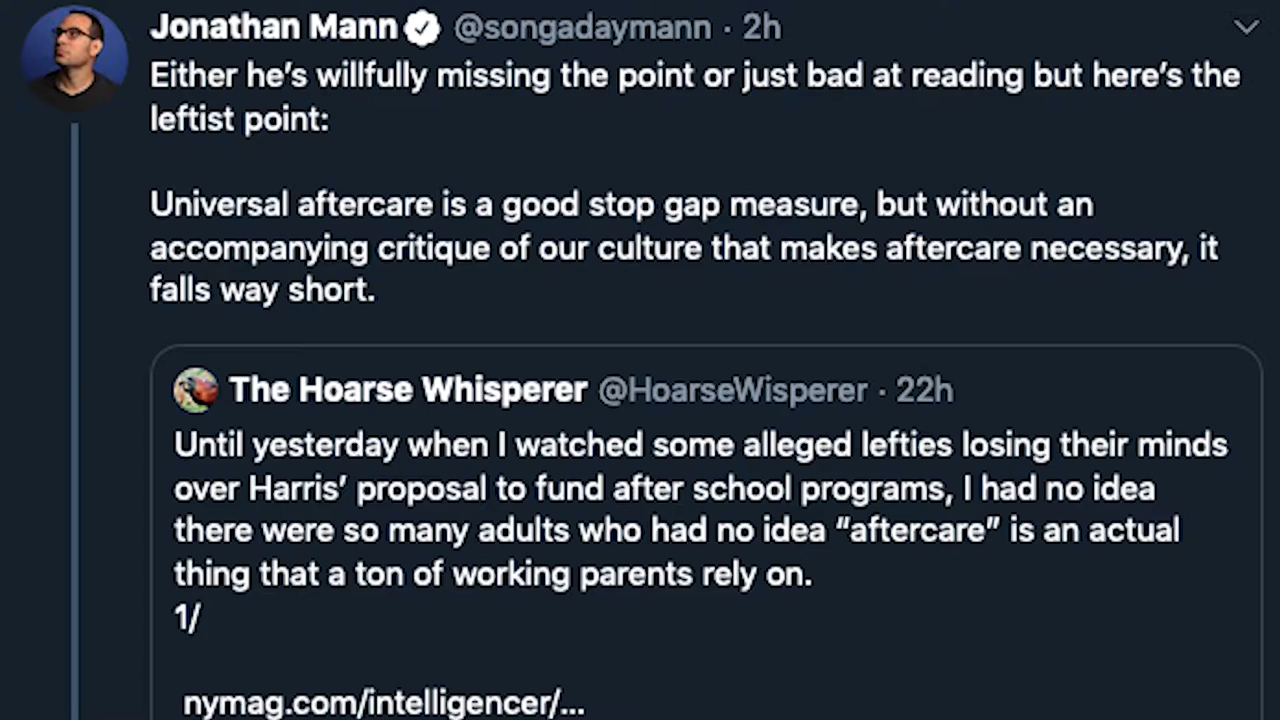 Jonathan Mann @songadaymann · 2h
Either he’s willfully missing the point or just bad at reading but here’s the
leftist point:
Universal aftercare is a good stop gap measure, but without an
accompanying critique of our culture that makes aftercare necessary, it
falls way short.
The Hoarse Whisperer @HoarseWisperer · 22h
Until yesterday when I watched some alleged lefties losing their minds
over Harris’ proposal to fund after school programs, I had no idea
there were so many adults who had no idea “aftercare” is an actual
thing that a ton of working parents rely on.
1/
nymag.com/intelligencer/...